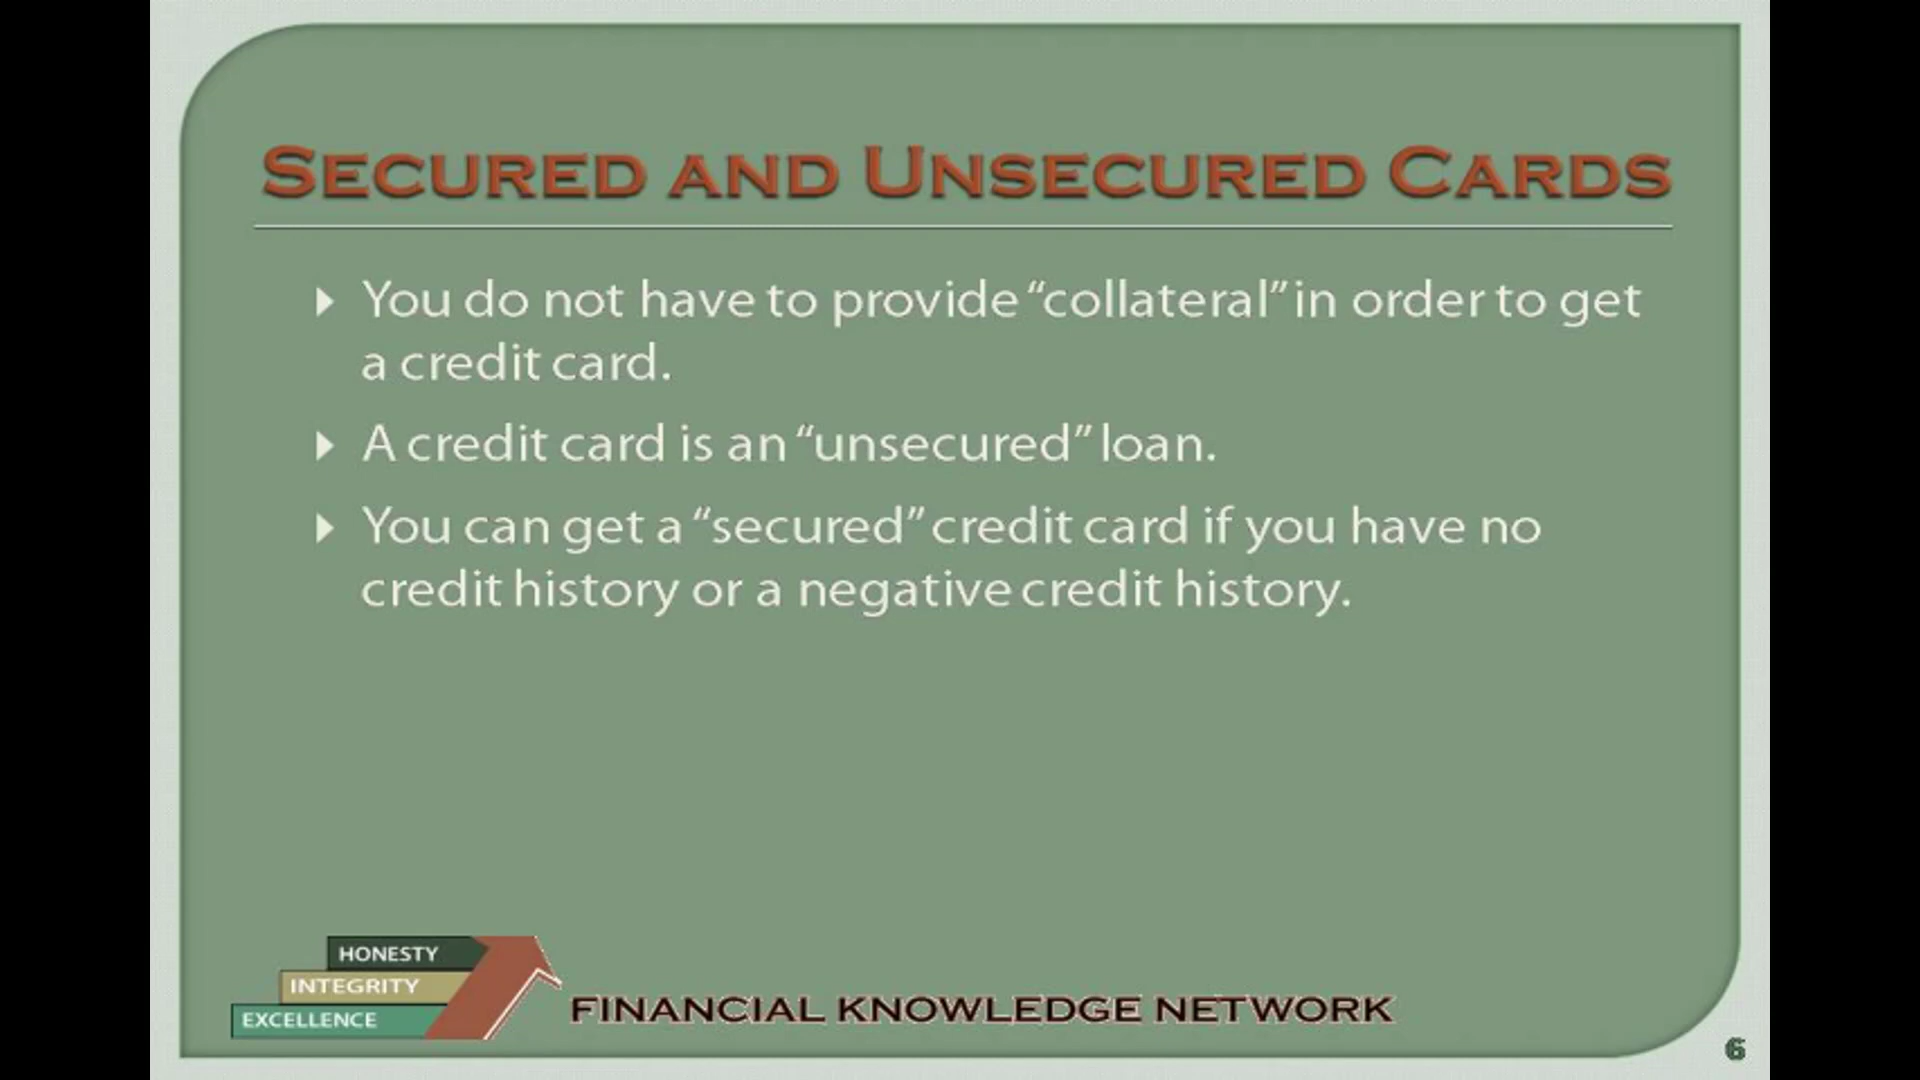 SECURED AND UNSECURED CARDS
You do not have to provide “collateral” in order to get
a credit card.
A credit card is an “unsecured” loan.
You can get a “secured” credit card if you have no
credit history or a negative credit history.
HONESTY
INTEGRITY
EXCELLENCE
FINANCIAL KNOWLEDGE NETWORK
6